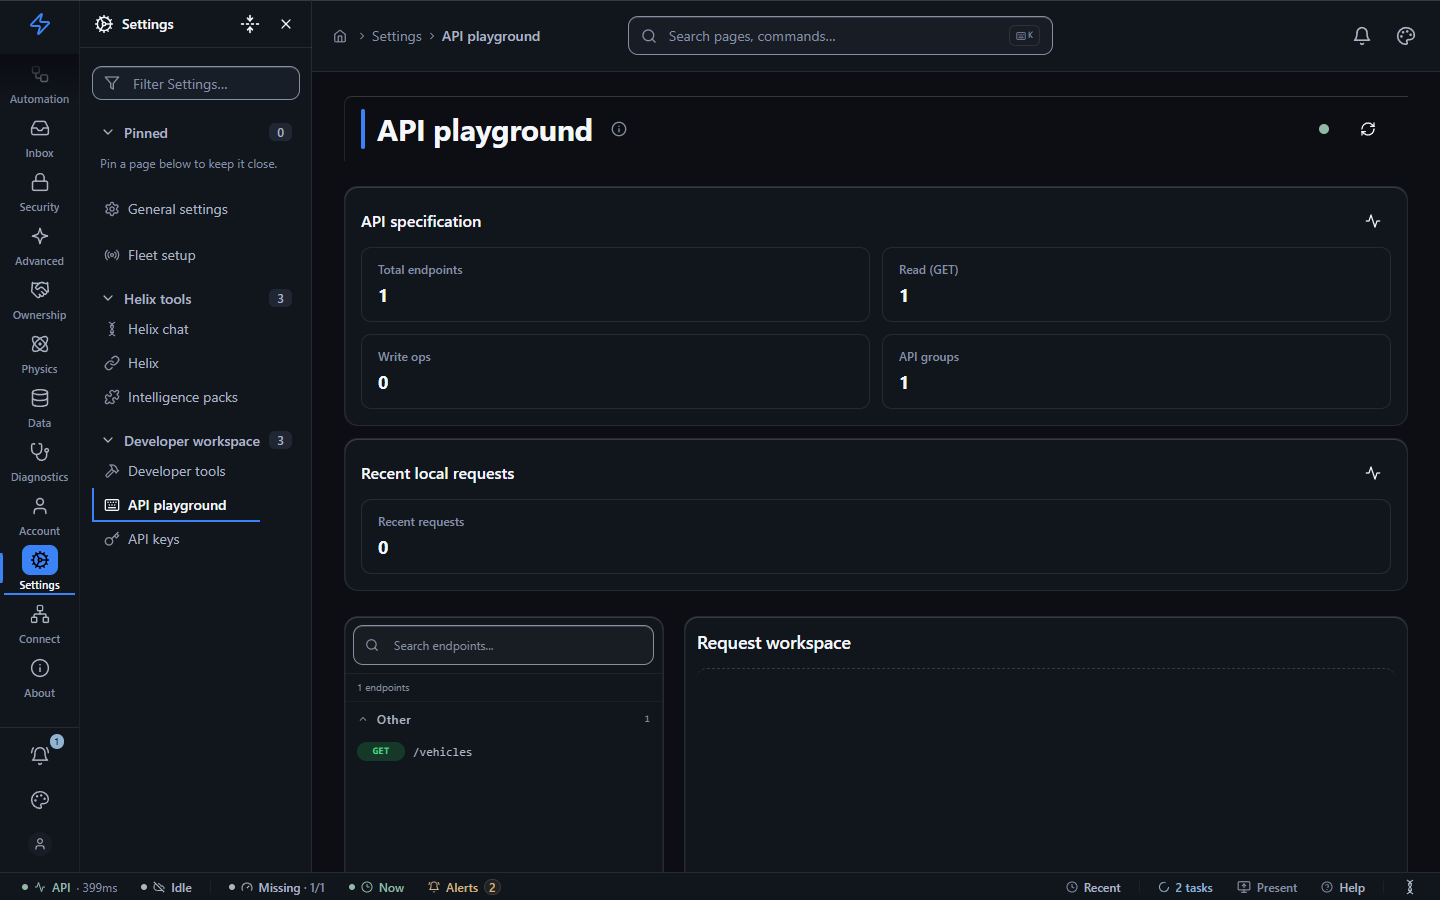 Automation
Inbox
Security
Advanced
Ownership
Physics
Data
Diagnostics
Account
Settings
Connect
About
1
Settings
Filter Settings...
Pinned 0
Pin a page below to keep it close.
General settings
Fleet setup
Helix tools 3
Helix chat
Helix
Intelligence packs
Developer workspace 3
Developer tools
API playground
API keys
Settings API playground
Search pages, commands... K
API playground
API specification
Total endpoints
1
Read (GET)
1
Write ops
0
API groups
1
Recent local requests
Recent requests
0
Search endpoints...
1 endpoints
Other 1
GET /vehicles
Request workspace
API · 399ms Idle Missing · 1/1 Now Alerts 2 Recent 2 tasks Present Help